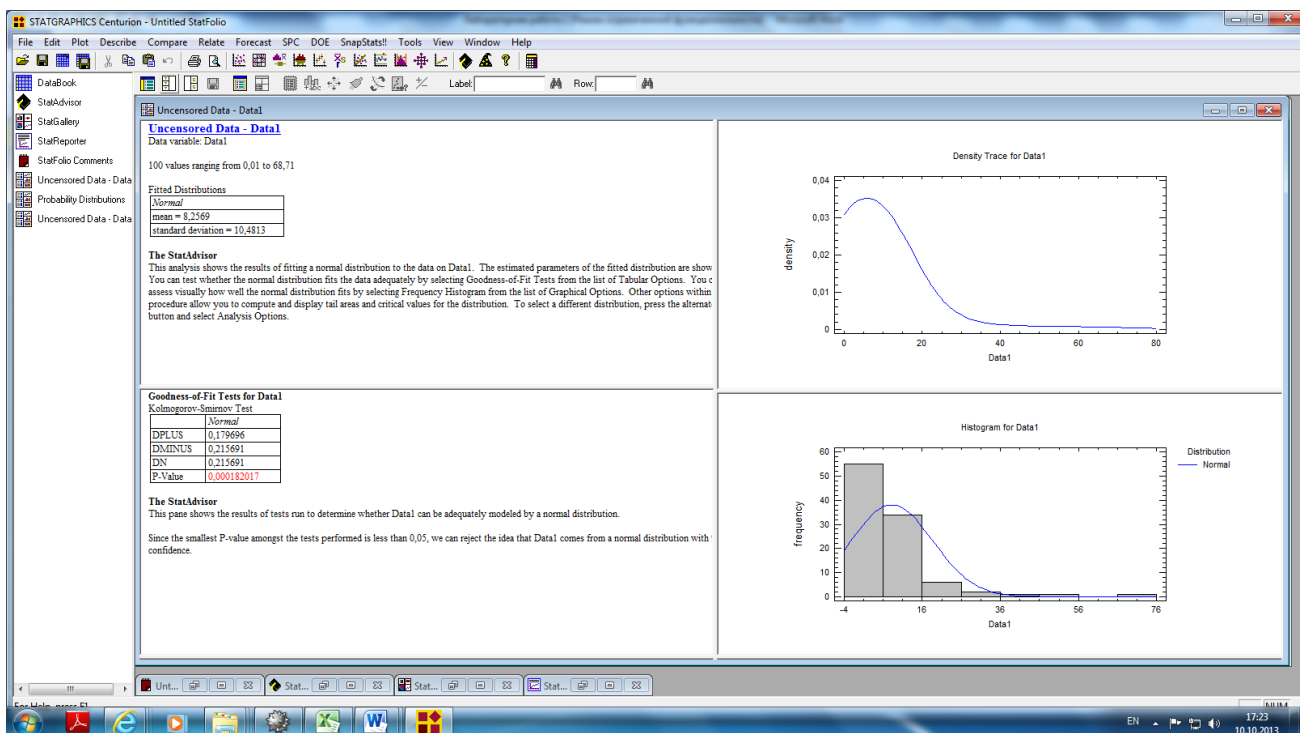 STATGRAPHICS Centurion - Untitled StatFolio
File Edit Plot Describe Compare Relate Forecast SPC DOE SnapStats!! Tools View Window Help
Label: Row:
DataBook
StatAdvisor
StatGallery
StatReporter
StatFolio Comments
Uncensored Data - Data
Probability Distributions
Uncensored Data - Data
Uncensored Data - Data1
Uncensored Data - Data1
Data variable: Data1
100 values ranging from 0,01 to 68,71
Fitted Distributions
Normal
mean = 8,2569
standard deviation = 10,4813
The StatAdvisor
This analysis shows the results of fitting a normal distribution to the data on Data1. The estimated parameters of the fitted distribution are show
You can test whether the normal distribution fits the data adequately by selecting Goodness-of-Fit Tests from the list of Tabular Options. You c
assess visually how well the normal distribution fits by selecting Frequency Histogram from the list of Graphical Options. Other options within
procedure allow you to compute and display tail areas and critical values for the distribution. To select a different distribution, press the alternat
button and select Analysis Options.
Density Trace for Data1
density
0,04
0,03
0,02
0,01
0
0 20 40 60 80
Data1
Goodness-of-Fit Tests for Data1
Kolmogorov-Smirnov Test
Normal
DPLUS 0,179696
DMINUS 0,215691
DN 0,215691
P-Value 0,000182017
The StatAdvisor
This pane shows the results of tests run to determine whether Data1 can be adequately modeled by a normal distribution.
Since the smallest P-value amongst the tests performed is less than 0,05, we can reject the idea that Data1 comes from a normal distribution with
confidence.
Histogram for Data1
Distribution
Normal
frequency
60
50
40
30
20
10
0
-4 16 36 56 76
Data1
Unt... Stat... Stat... Stat...
For Help, press F1
NUM
EN
17:23
10.10.2013